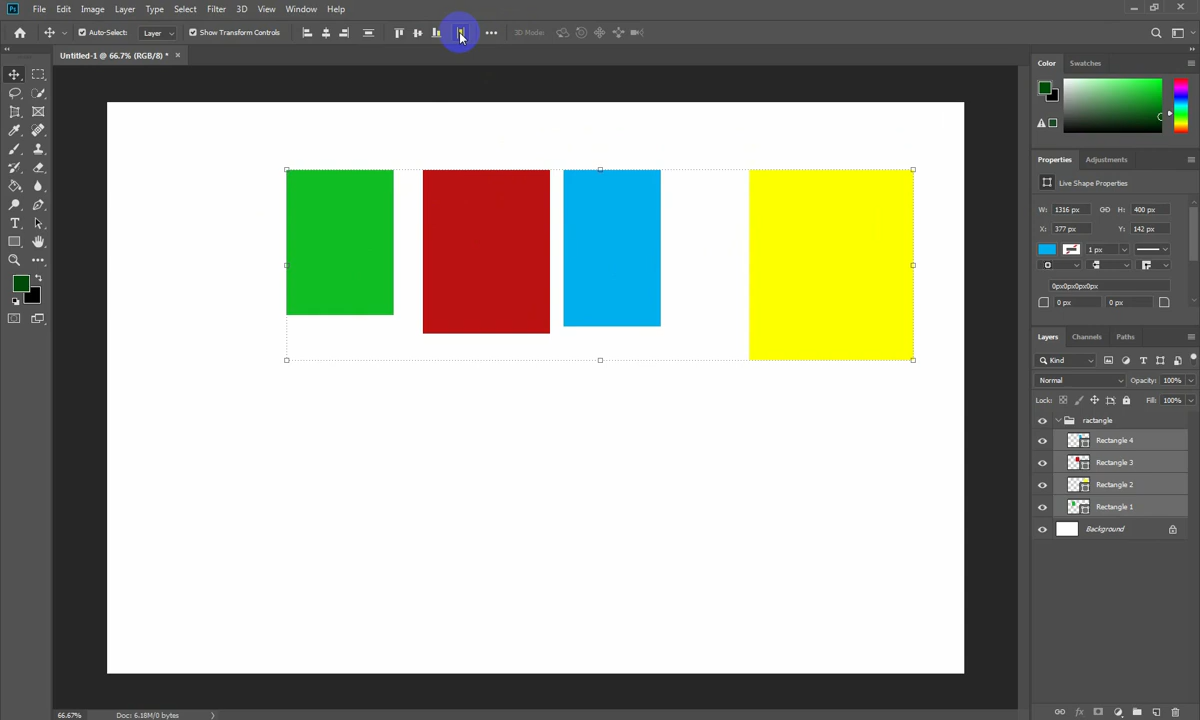 Ps File Edit Image Layer Type Select Filter 3D View Window Help
Auto-Select: Layer Show Transform Controls 3D Mode:
Untitled-1 @ 66.7% (RGB/8) * ×
Color Swatches
Properties Adjustments
Live Shape Properties
W: 1316 px H: 400 px
X: 377 px Y: 142 px
1 px
0px0px0px0px
0 px 0 px
Layers Channels Paths
Kind T
Normal Opacity: 100%
Lock: Fill: 100%
ractangle
Rectangle 4
Rectangle 3
Rectangle 2
Rectangle 1
Background
T
66.67% Doc: 6.18M/0 bytes